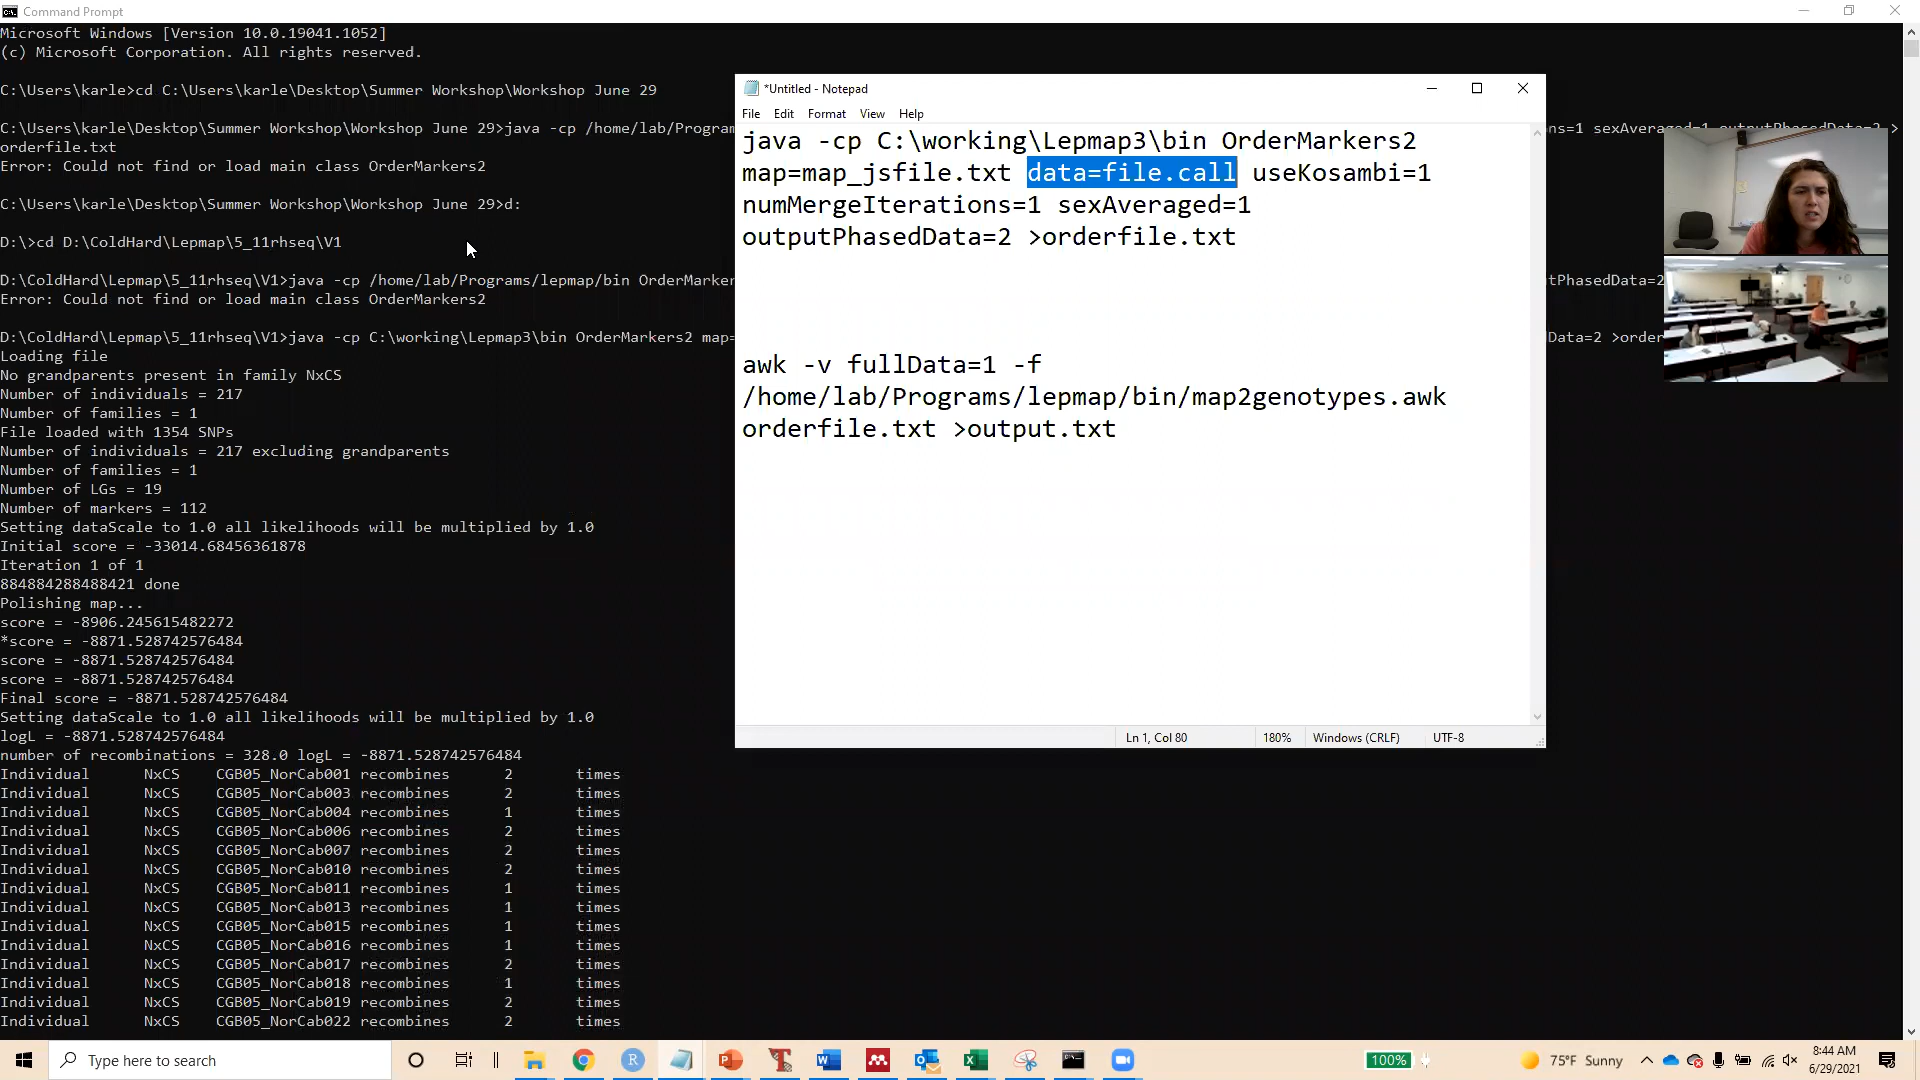 Command Prompt
Microsoft Windows [Version 10.0.19041.1052]
(c) Microsoft Corporation. All rights reserved.
C:\Users\karle>cd C:\Users\karle\Desktop\Summer Workshop\Workshop June 29
C:\Users\karle\Desktop\Summer Workshop\Workshop June 29>java -cp /home/lab/Program
ns=1 sexAveraged=1 outputPhasedData=2 >
orderfile.txt
Error: Could not find or load main class OrderMarkers2
C:\Users\karle\Desktop\Summer Workshop\Workshop June 29>d:
D:\>cd D:\ColdHard\Lepmap\5_11rhseq\V1
D:\ColdHard\Lepmap\5_11rhseq\V1>java -cp /home/lab/Programs/lepmap/bin OrderMarker
tPhasedData=2
Error: Could not find or load main class OrderMarkers2
D:\ColdHard\Lepmap\5_11rhseq\V1>java -cp C:\working\Lepmap3\bin OrderMarkers2 map=
Data=2 >order
Loading file
No grandparents present in family NxCS
Number of individuals = 217
Number of families = 1
File loaded with 1354 SNPs
Number of individuals = 217 excluding grandparents
Number of families = 1
Number of LGs = 19
Number of markers = 112
Setting dataScale to 1.0 all likelihoods will be multiplied by 1.0
Initial score = -33014.68456361878
Iteration 1 of 1
884884288488421 done
Polishing map...
score = -8906.245615482272
*score = -8871.528742576484
score = -8871.528742576484
score = -8871.528742576484
Final score = -8871.528742576484
Setting dataScale to 1.0 all likelihoods will be multiplied by 1.0
logL = -8871.528742576484
number of recombinations = 328.0 logL = -8871.528742576484
Individual NxCS CGB05_NorCab001 recombines 2 times
Individual NxCS CGB05_NorCab003 recombines 2 times
Individual NxCS CGB05_NorCab004 recombines 1 times
Individual NxCS CGB05_NorCab006 recombines 2 times
Individual NxCS CGB05_NorCab007 recombines 2 times
Individual NxCS CGB05_NorCab010 recombines 2 times
Individual NxCS CGB05_NorCab011 recombines 1 times
Individual NxCS CGB05_NorCab013 recombines 1 times
Individual NxCS CGB05_NorCab015 recombines 1 times
Individual NxCS CGB05_NorCab016 recombines 1 times
Individual NxCS CGB05_NorCab017 recombines 2 times
Individual NxCS CGB05_NorCab018 recombines 1 times
Individual NxCS CGB05_NorCab019 recombines 2 times
Individual NxCS CGB05_NorCab022 recombines 2 times
*Untitled - Notepad
File Edit Format View Help
java -cp C:\working\Lepmap3\bin OrderMarkers2
map=map_jsfile.txt data=file.call useKosambi=1
numMergeIterations=1 sexAveraged=1
outputPhasedData=2 >orderfile.txt
awk -v fullData=1 -f
/home/lab/Programs/lepmap/bin/map2genotypes.awk
orderfile.txt >output.txt
Ln 1, Col 80 180% Windows (CRLF) UTF-8
Type here to search
100%
75°F Sunny
8:44 AM
6/29/2021